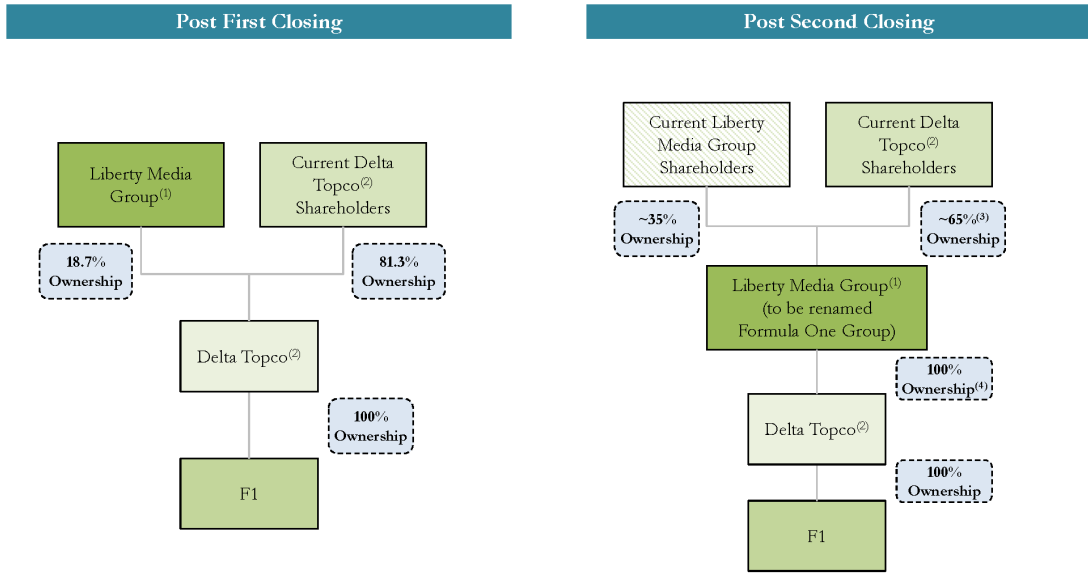 Post First Closing
Liberty Media
Group(1)
Current Delta
Topco(2)
Shareholders
18.7%
Ownership
81.3%
Ownership
Delta Topco(2)
100%
Ownership
F1
Post Second Closing
Current Liberty
Media Group
Shareholders
Current Delta
Topco(2)
Shareholders
~35%
Ownership
~65%(3)
Ownership
Liberty Media Group(1)
(to be renamed
Formula One Group)
100%
Ownership(4)
Delta Topco(2)
100%
Ownership
F1